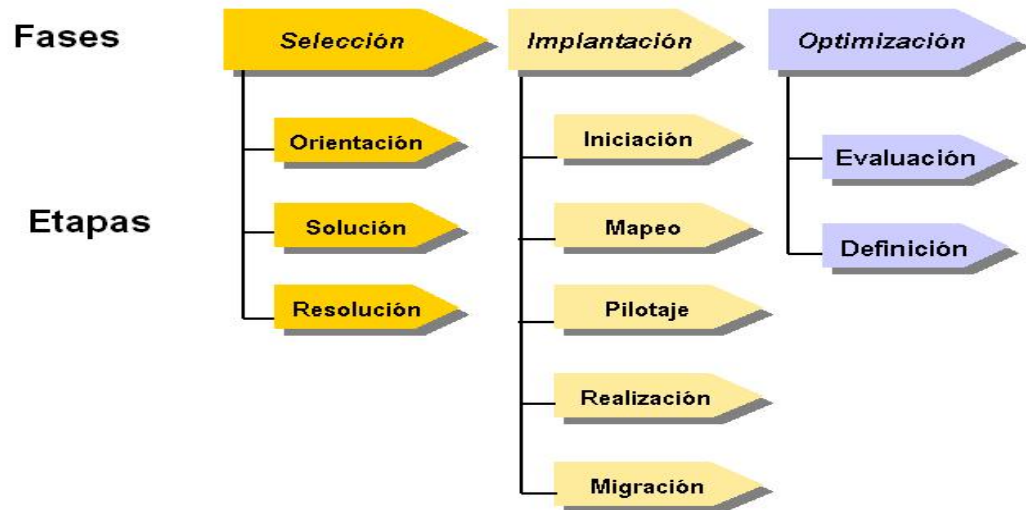 Fases
Selección
Implantación
Optimización
Etapas
Orientación
Solución
Resolución
Iniciación
Mapeo
Pilotaje
Realización
Migración
Evaluación
Definición